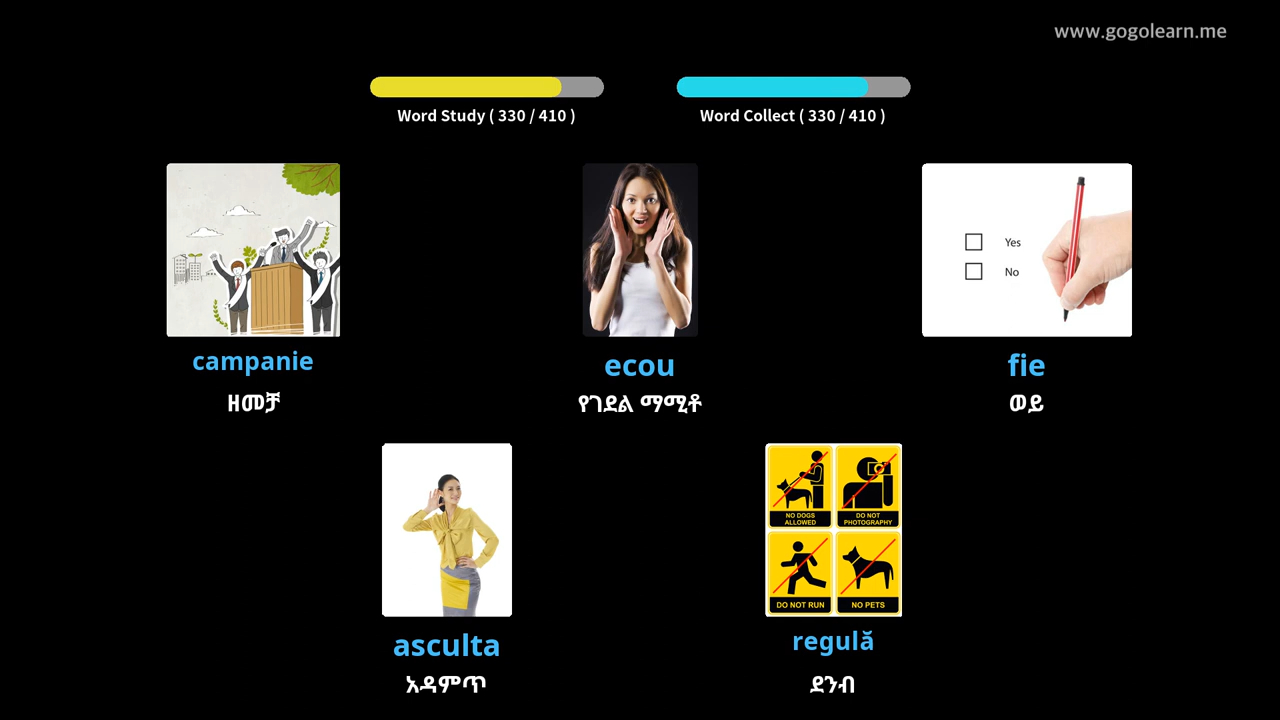 www.gogolearn.me
Word Study ( 330 / 410 )
Word Collect ( 330 / 410 )
Yes
No
campanie
ecou
fie
ዘመቻ
የገደል ማሚቶ
ወይ
NO DOGS
ALLOWED
DO NOT
PHOTOGRAPHY
DO NOT RUN
NO PETS
asculta
regulă
አዳምጥ
ደንብ